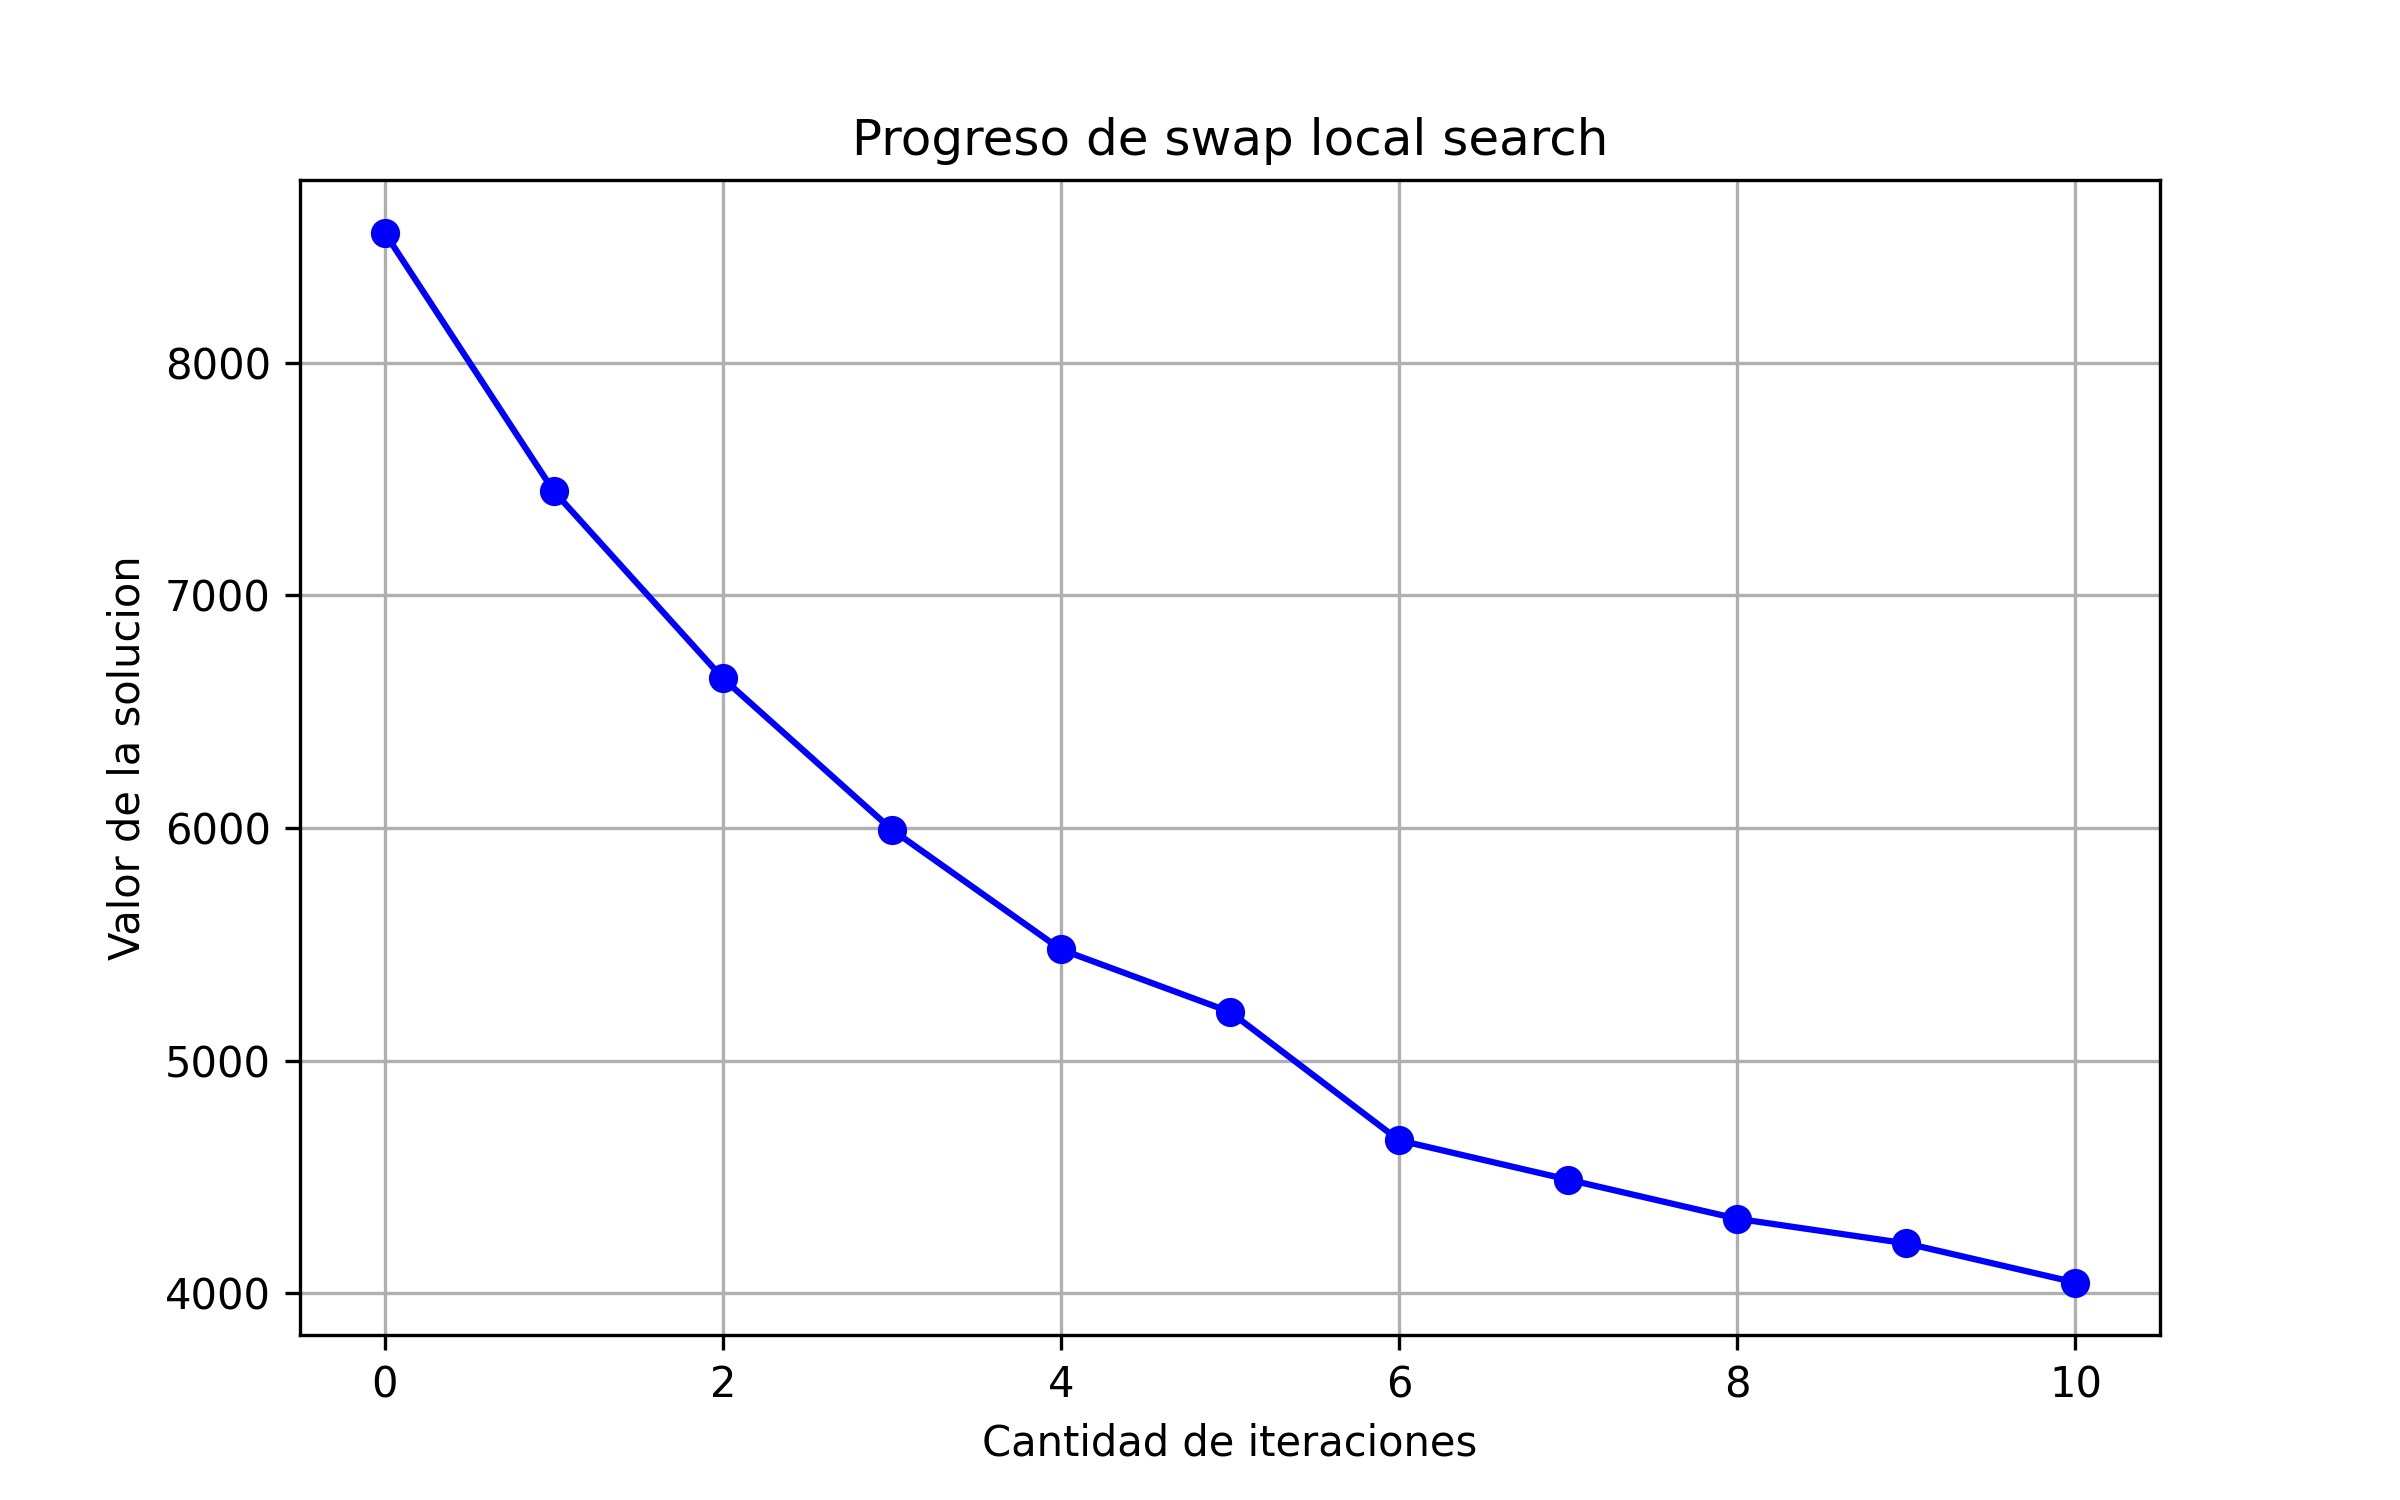 Progreso de swap local search
Valor de la solucion
8000
7000
6000
5000
4000
0 2 4 6 8 10
Cantidad de iteraciones